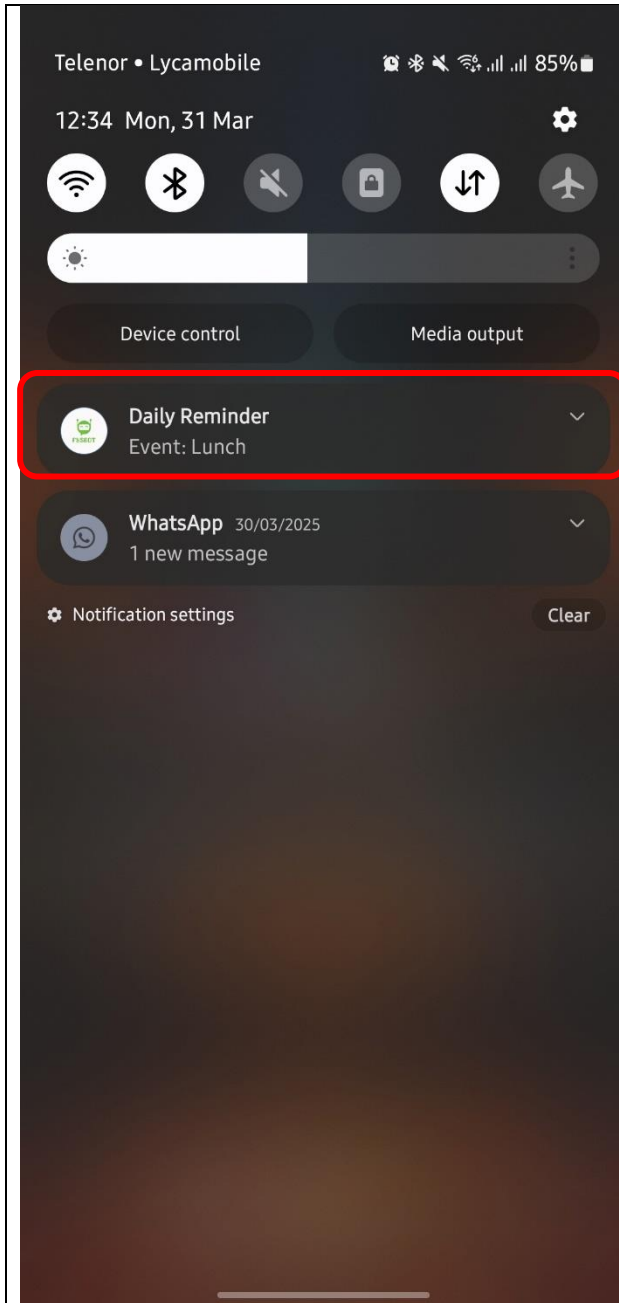 Telenor • Lycamobile 85%
12:34 Mon, 31 Mar
Device control Media output
Daily Reminder
Event: Lunch
WhatsApp 30/03/2025
1 new message
Notification settings Clear